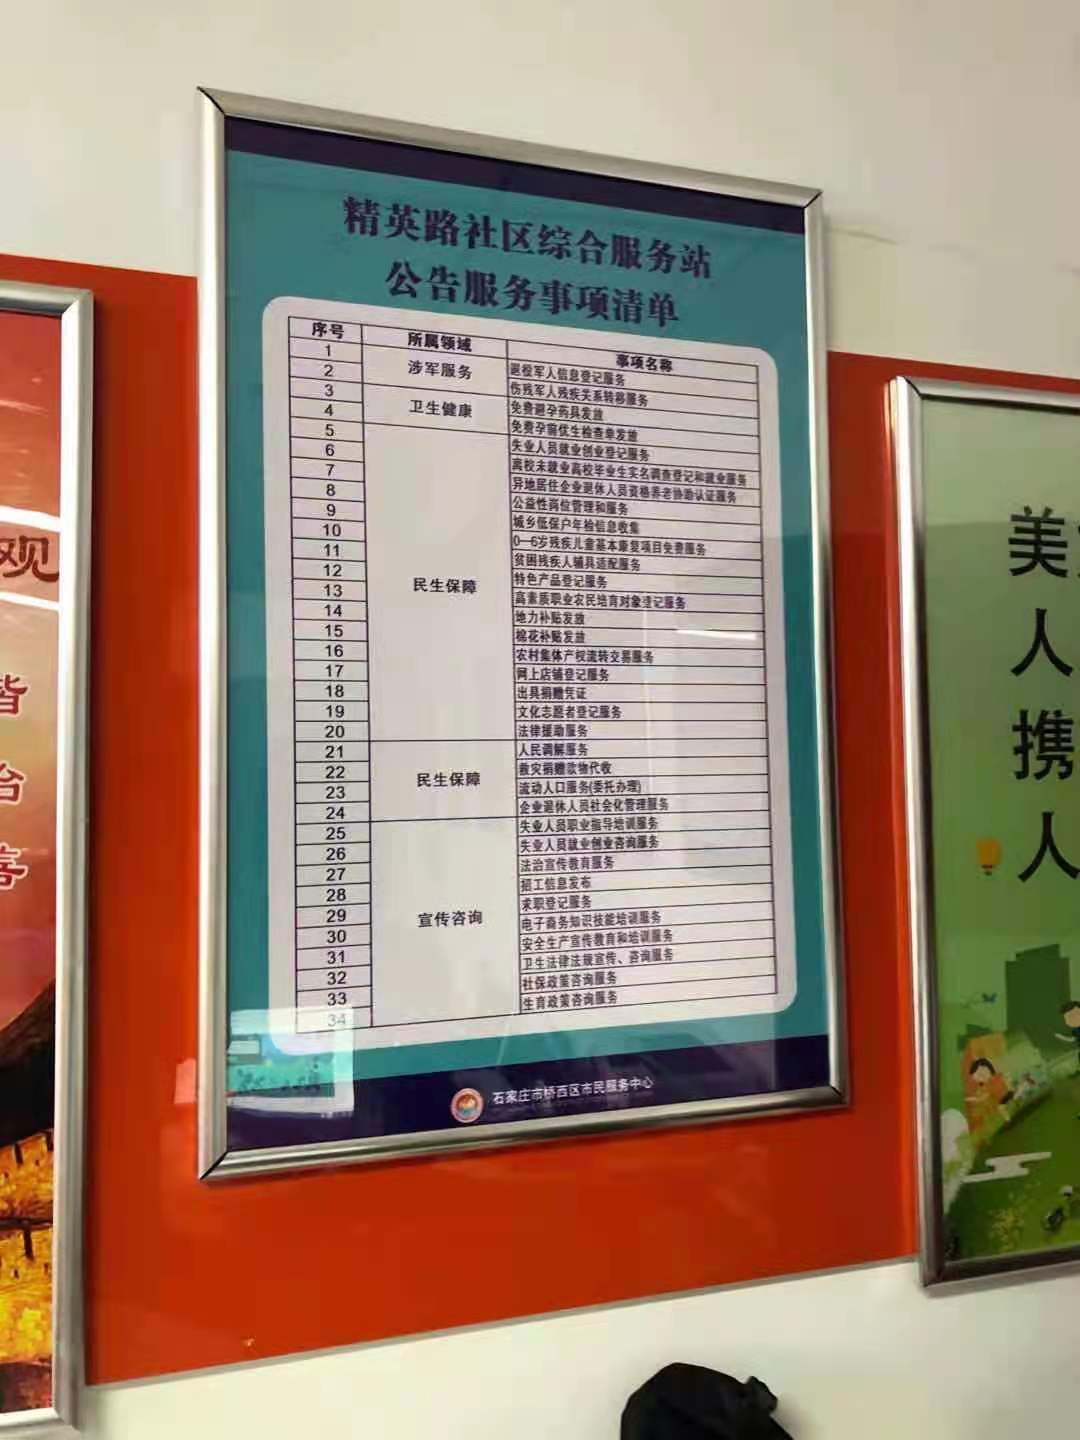 精英路社区综合服务站
公告服务事项清单
序号 所属领域 事项名称
1 涉军服务 退役军人信息登记服务
2 伤残军人残疾关系转移服务
3 卫生健康 免费避孕药具发放
4 免费孕前优生检查单发放
5 民生保障 失业人员就业创业登记服务
6 离校未就业高校毕业生实名调查登记和就业服务
7 异地居住企业退休人员资格养老协助认证服务
8 公益性岗位管理和服务
9 城乡低保户年检信息收集
10 0—6岁残疾儿童基本康复项目免费服务
11 贫困残疾人辅具适配服务
12 特色产品登记服务
13 高素质职业农民培育对象登记服务
14 地力补贴发放
15 棉花补贴发放
16 农村集体产权流转交易服务
17 网上店铺登记服务
18 出具捐赠凭证
19 文化志愿者登记服务
20 法律援助服务
21 民生保障 人民调解服务
22 救灾捐赠款物代收
23 流动人口服务(委托办理)
24 企业退休人员社会化管理服务
25 宣传咨询 失业人员职业指导培训服务
26 失业人员就业创业咨询服务
27 法治宣传教育服务
28 招工信息发布
29 求职登记服务
30 电子商务知识技能培训服务
31 安全生产宣传教育和培训服务
32 卫生法律法规宣传、咨询服务
33 社保政策咨询服务
34 生育政策咨询服务
石家庄市桥西区市民服务中心
观
谐
台
喜
美
人
携
人